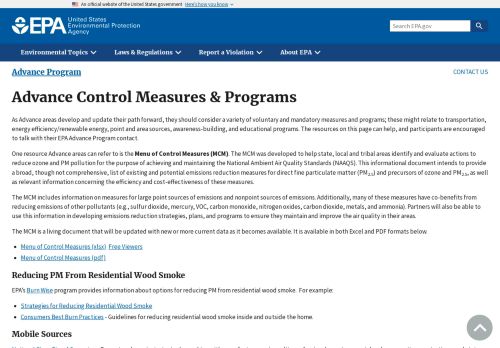 An official website of the United States government Here's how you know
EPA United States
Environmental Protection
Agency
Search EPA.gov
Environmental Topics Laws & Regulations Report a Violation About EPA
Advance Program CONTACT US
Advance Control Measures & Programs
As Advance areas develop and update their path forward, they should consider a variety of voluntary and mandatory measures and programs; these might relate to transportation,
energy efficiency/renewable energy, point and area sources, awareness-building, and educational programs. The resources on this page can help, and participants are encouraged
to talk with their EPA Advance Program contact.
One resource Advance areas can refer to is the Menu of Control Measures (MCM). The MCM was developed to help state, local and tribal areas identify and evaluate actions to
reduce ozone and PM pollution for the purpose of achieving and maintaining the National Ambient Air Quality Standards (NAAQS). This informational document intends to provide
a broad, though not comprehensive, list of existing and potential emissions reduction measures for direct fine particulate matter (PM2.5) and precursors of ozone and PM2.5, as well
as relevant information concerning the efficiency and cost-effectiveness of these measures.
The MCM includes information on measures for large point sources of emissions and nonpoint sources of emissions. Additionally, many of these measures have co-benefits from
reducing emissions of other pollutants (e.g., sulfur dioxide, mercury, VOC, carbon monoxide, nitrogen oxides, carbon dioxide, metals, and ammonia). Partners will also be able to
use this information in developing emissions reduction strategies, plans, and programs to ensure they maintain and improve the air quality in their areas.
The MCM is a living document that will be updated with new or more current data as it becomes available. It is available in both Excel and PDF formats below.
Menu of Control Measures (xlsx) Free Viewers
Menu of Control Measures (pdf)
Reducing PM From Residential Wood Smoke
EPA's Burn Wise program provides information about options for reducing PM from residential wood smoke. For example:
Strategies for Reducing Residential Wood Smoke
Consumers Best Burn Practices - Guidelines for reducing residential wood smoke inside and outside the home.
Mobile Sources